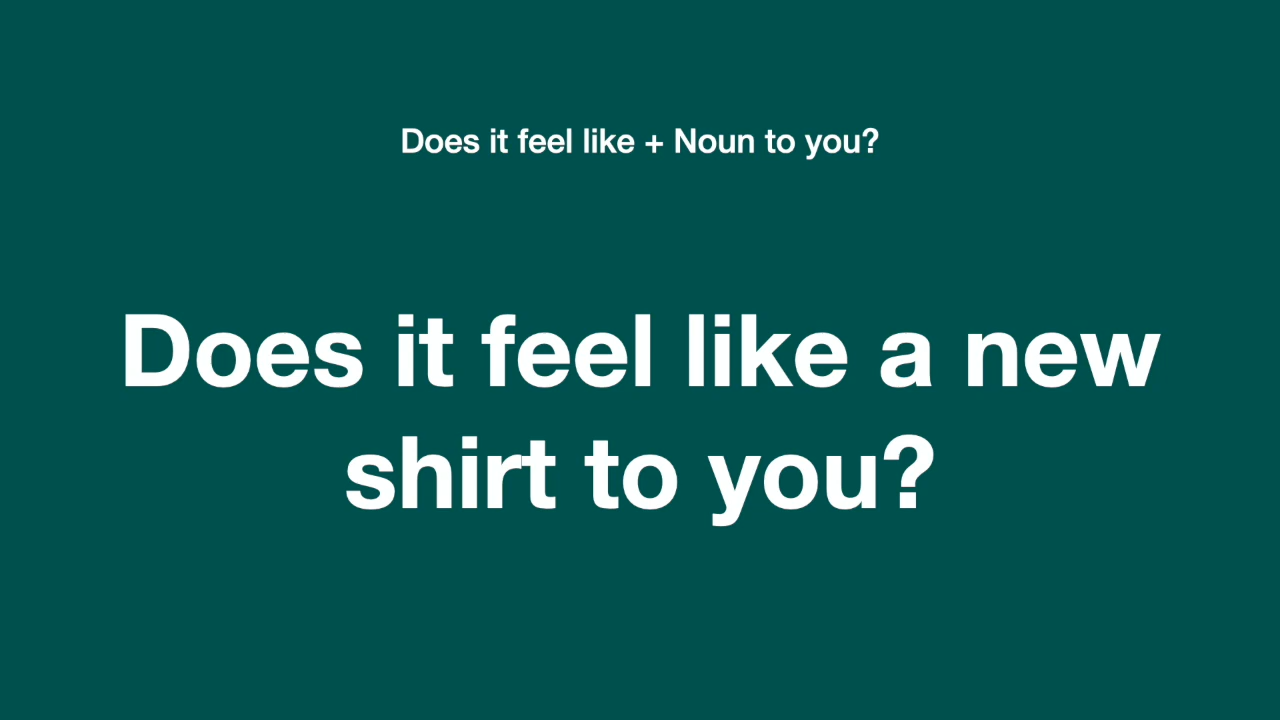 Does it feel like + Noun to you?
Does it feel like a new
shirt to you?